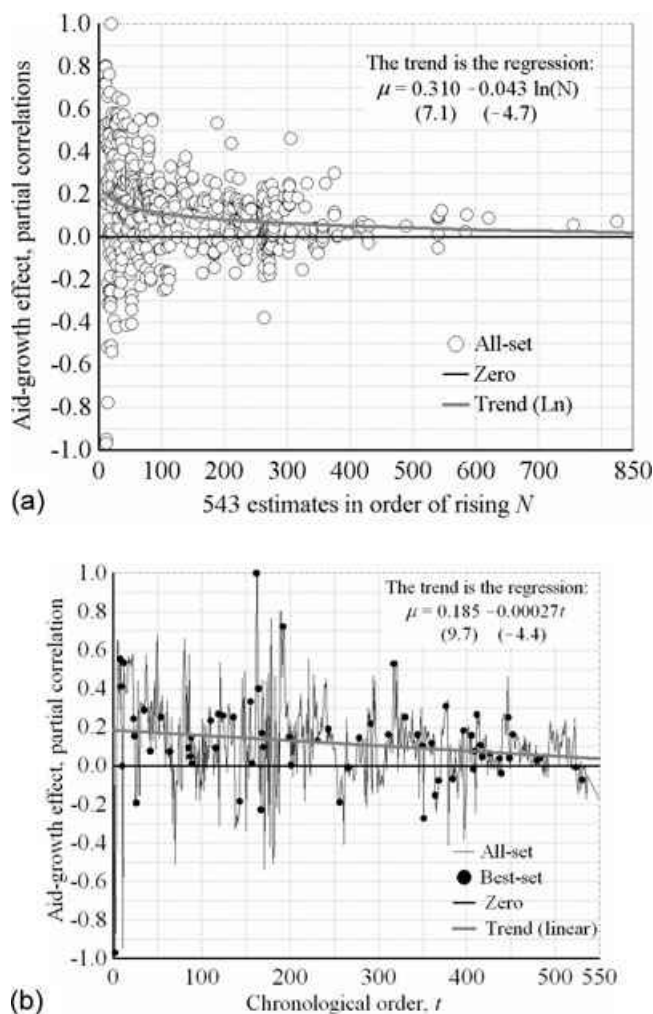 Aid-growth effect, partial correlations
1.0
0.8
0.6
0.4
0.2
0.0
-0.2
-0.4
-0.6
-0.8
-1.0
The trend is the regression:
μ = 0.310 – 0.043 ln(N)
(7.1) (–4.7)
All-set
Zero
Trend (Ln)
0 100 200 300 400 500 600 700 850
543 estimates in order of rising N
(a)
Aid-growth effect, partial correlation
1.0
0.8
0.6
0.4
0.2
0.0
-0.2
-0.4
-0.6
-0.8
-1.0
The trend is the regression:
μ = 0.185 – 0.00027t
(9.7) (–4.4)
All-set
Best-set
Zero
Trend (linear)
0 100 200 300 400 500 550
Chronological order, t
(b)